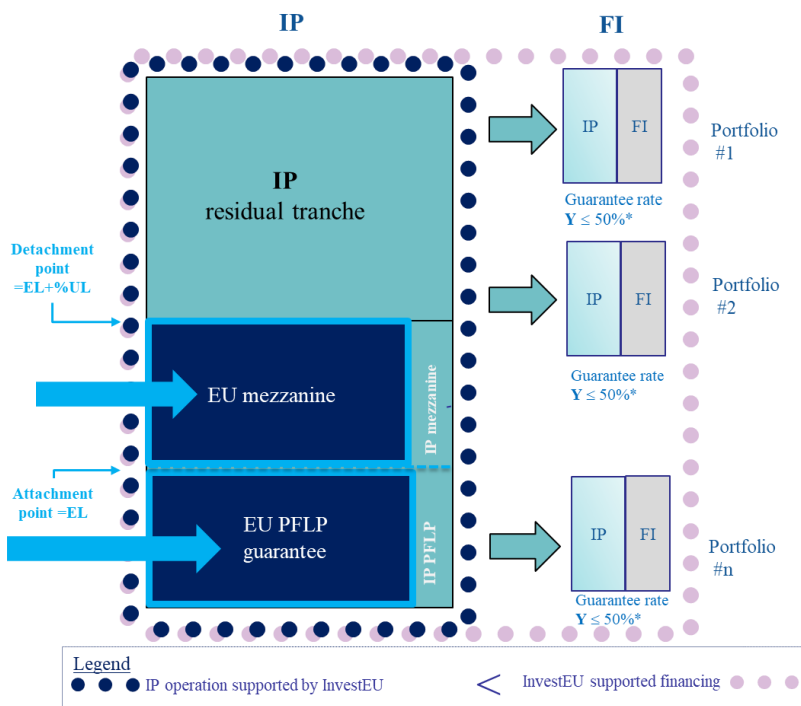 IP
FI
IP
residual tranche
IP
FI
Portfolio
#1
Guarantee rate
Y ≤ 50%*
Detachment
point
=EL+%UL
IP
FI
Portfolio
#2
EU mezzanine
IP mezzanine
Guarantee rate
Y ≤ 50%*
Attachment
point =EL
EU PFLP
guarantee
IP PFLP
IP
FI
Portfolio
#n
Guarantee rate
Y ≤ 50%*
Legend
IP operation supported by InvestEU
< InvestEU supported financing